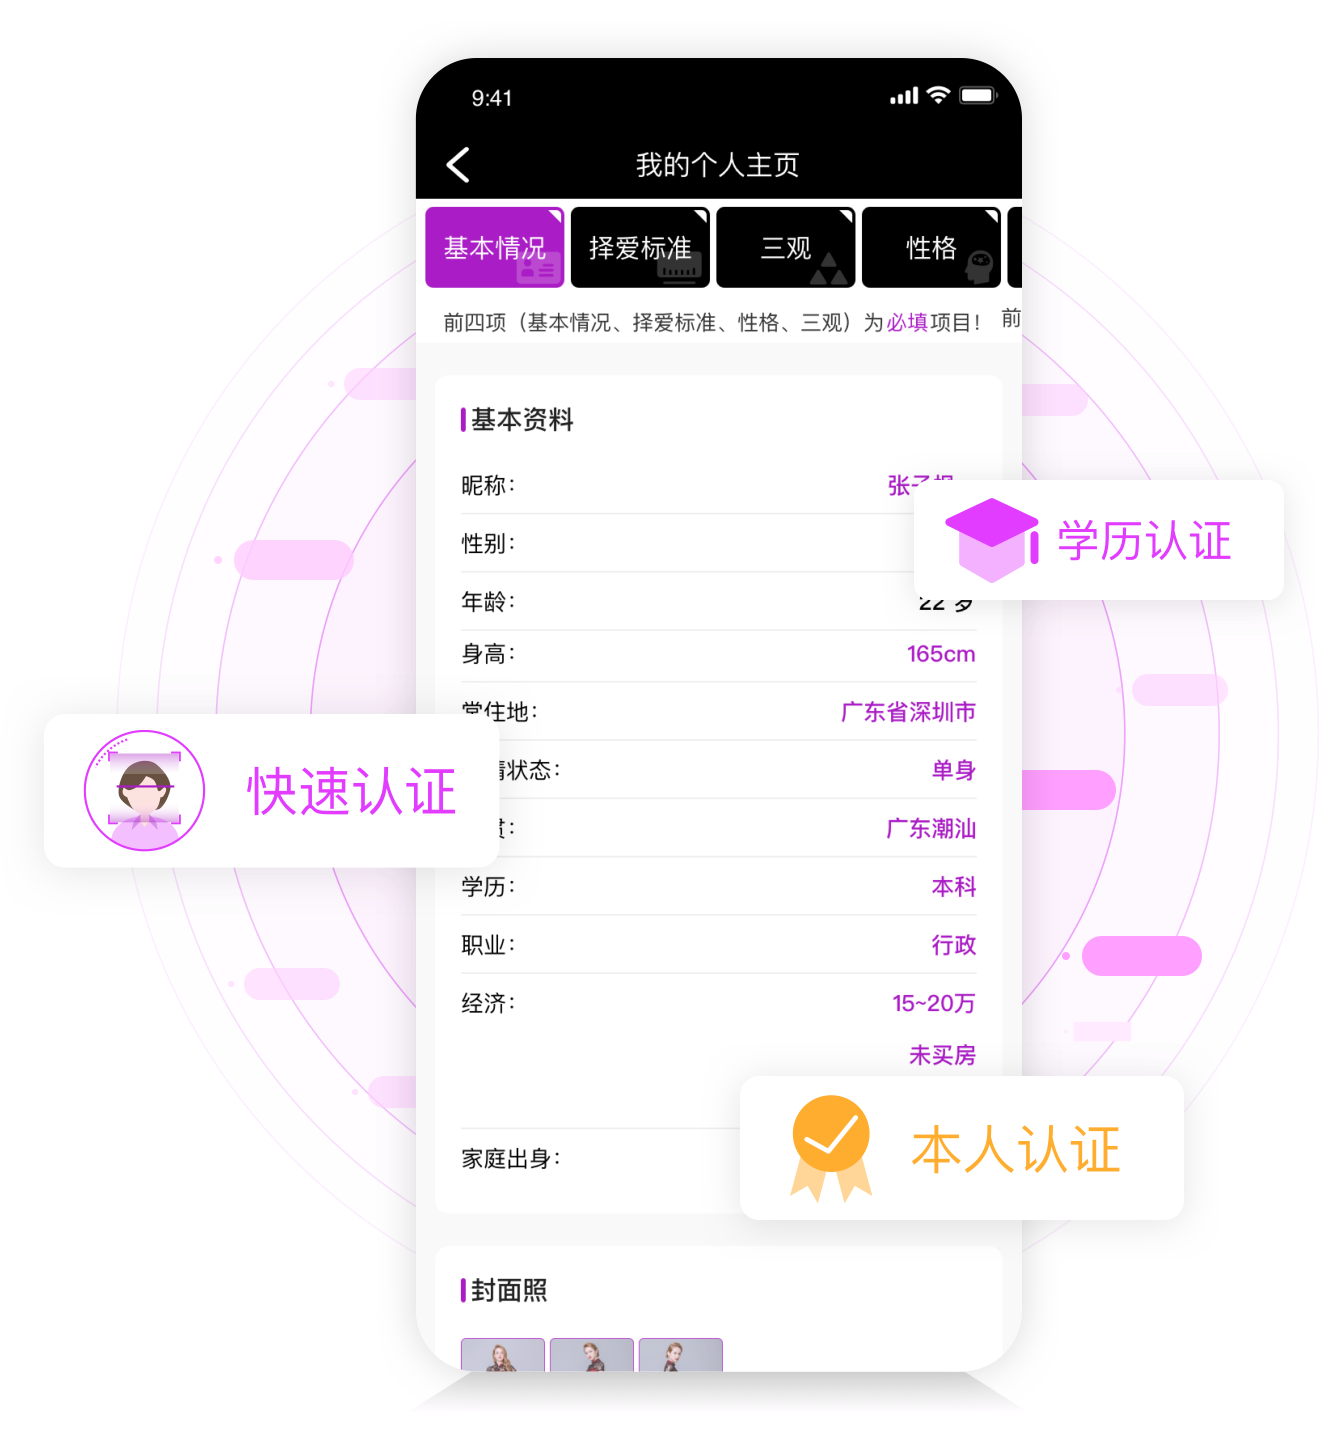 9:41
我的个人主页
基本情况
择爱标准
三观
性格
前四项（基本情况、择爱标准、性格、三观）为必填项目！ 前
基本资料
昵称：
张子
性别：
学历认证
年龄：
22 岁
身高：
165cm
常住地：
广东省深圳市
快速认证
状态：
单身
广东潮汕
学历：
本科
职业：
行政
经济：
15~20万
未买房
本人认证
家庭出身：
封面照